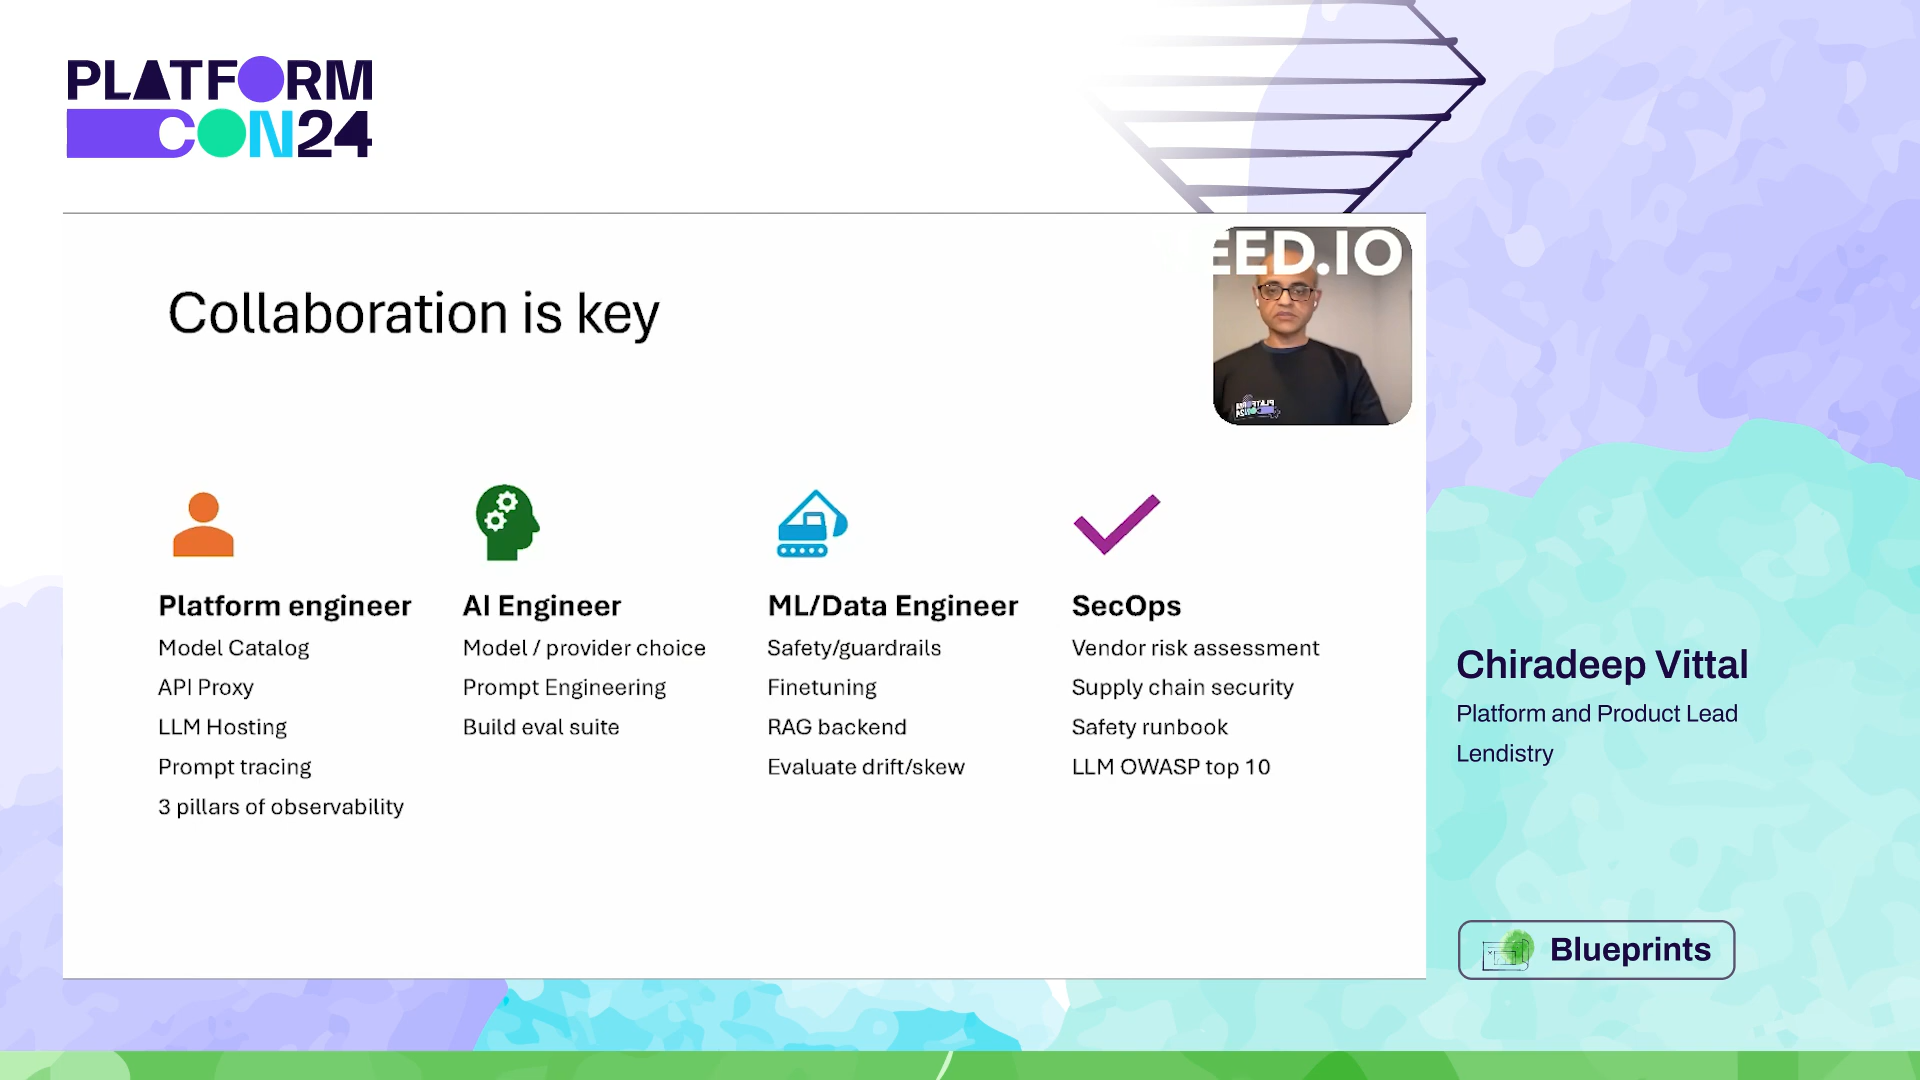 PLATFORM
CON24
EED.IO
Collaboration is key
Platform engineer
Model Catalog
API Proxy
LLM Hosting
Prompt tracing
3 pillars of observability
AI Engineer
Model / provider choice
Prompt Engineering
Build eval suite
ML/Data Engineer
Safety/guardrails
Finetuning
RAG backend
Evaluate drift/skew
SecOps
Vendor risk assessment
Supply chain security
Safety runbook
LLM OWASP top 10
Chiradeep Vittal
Platform and Product Lead
Lendistry
Blueprints